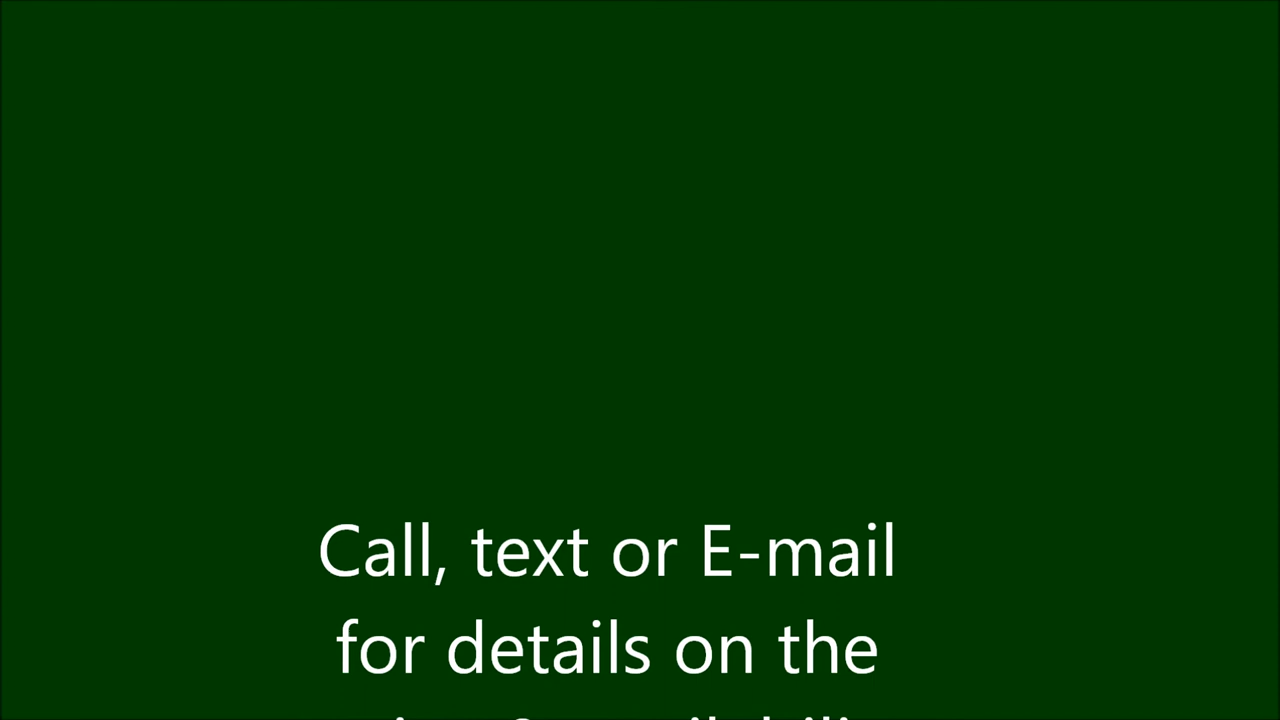 Call, text or E-mail
for details on the